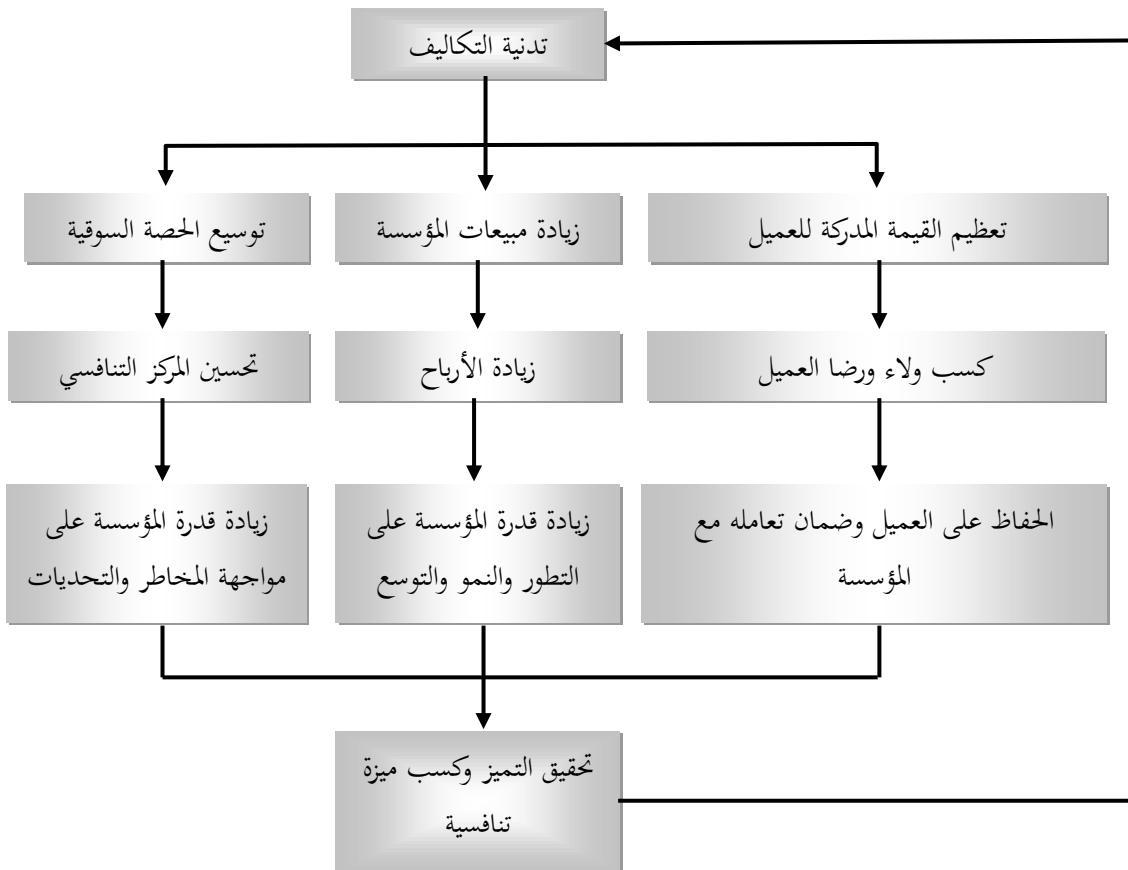 تدنية التكاليف
تعظيم القيمة المدركة للعميل
زيادة مبيعات المؤسسة
توسيع الحصة السوقية
كسب ولاء ورضا العميل
زيادة الأرباح
تحسين المركز التنافسي
الحفاظ على العميل وضمان تعامله مع
المؤسسة
زيادة قدرة المؤسسة على
التطور والنمو والتوسع
زيادة قدرة المؤسسة على
مواجهة المخاطر والتحديات
تحقيق التميز وكسب ميزة
تنافسية